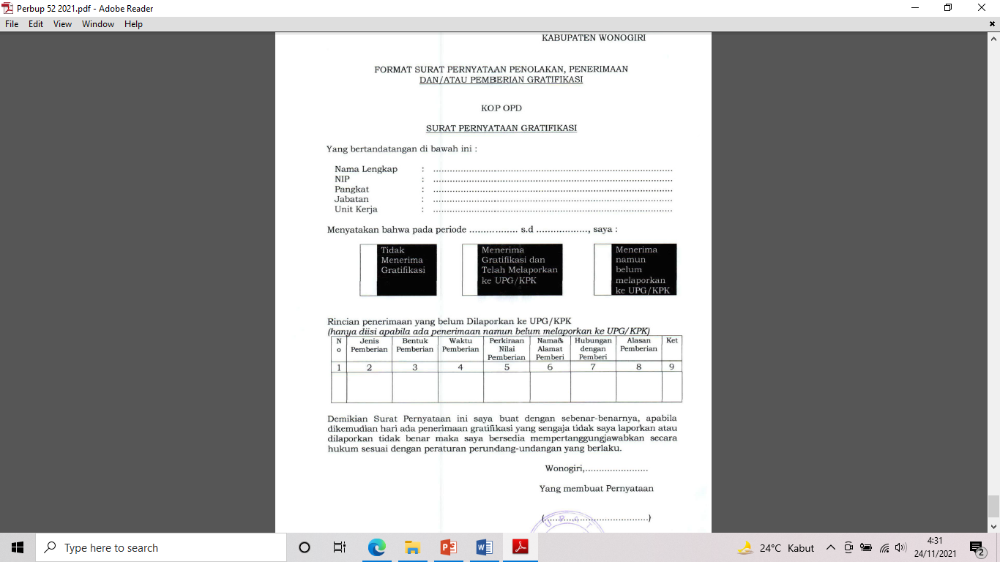 Perbup 52 2021.pdf - Adobe Reader
File Edit View Window Help
KABUPATEN WONOGIRI
FORMAT SURAT PERNYATAAN PENOLAKAN, PENERIMAAN
DAN/ATAU PEMBERIAN GRATIFIKASI
KOP OPD
SURAT PERNYATAAN GRATIFIKASI
Yang bertandatangan di bawah ini :
Nama Lengkap : ........................................................................................
NIP : ........................................................................................
Pangkat : ........................................................................................
Jabatan : ........................................................................................
Unit Kerja : ........................................................................................
Menyatakan bahwa pada periode ................. s.d .................., saya :
Tidak
Menerima
Gratifikasi
Menerima
Gratifikasi dan
Telah Melaporkan
ke UPG/KPK
Menerima
namun
belum
melaporkan
ke UPG/KPK
Rincian penerimaan yang belum Dilaporkan ke UPG/KPK
(hanya diisi apabila ada penerimaan namun belum melaporkan ke UPG/KPK)
N
o
Jenis
Pemberian
Bentuk
Pemberian
Waktu
Pemberian
Perkiraan
Nilai
Pemberian
Nama&
Alamat
Pemberi
Hubungan
dengan
Pemberi
Alasan
Pemberian
Ket
1 2 3 4 5 6 7 8 9
Demikian Surat Pernyataan ini saya buat dengan sebenar-benarnya, apabila
dikemudian hari ada penerimaan gratifikasi yang sengaja tidak saya laporkan atau
dilaporkan tidak benar maka saya bersedia mempertanggungjawabkan secara
hukum sesuai dengan peraturan perundang-undangan yang berlaku.
Wonogiri,.......................
Yang membuat Pernyataan
(......................................)
UPAT
Type here to search
24°C Kabut
4:31
24/11/2021
2